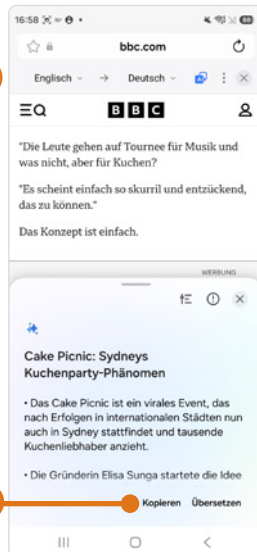 16:58
bbc.com
Englisch → Deutsch
BBC
"Die Leute gehen auf Tournee für Musik und
was nicht, aber für Kuchen?
"Es scheint einfach so skurril und entzückend,
das zu können."
Das Konzept ist einfach.
WERBUNG
Cake Picnic: Sydneys
Kuchenparty-Phänomen
• Das Cake Picnic ist ein virales Event, das
nach Erfolgen in internationalen Städten nun
auch in Sydney stattfindet und tausende
Kuchenliebhaber anzieht.
• Die Gründerin Elisa Sunga startete die Idee
Kopieren Übersetzen